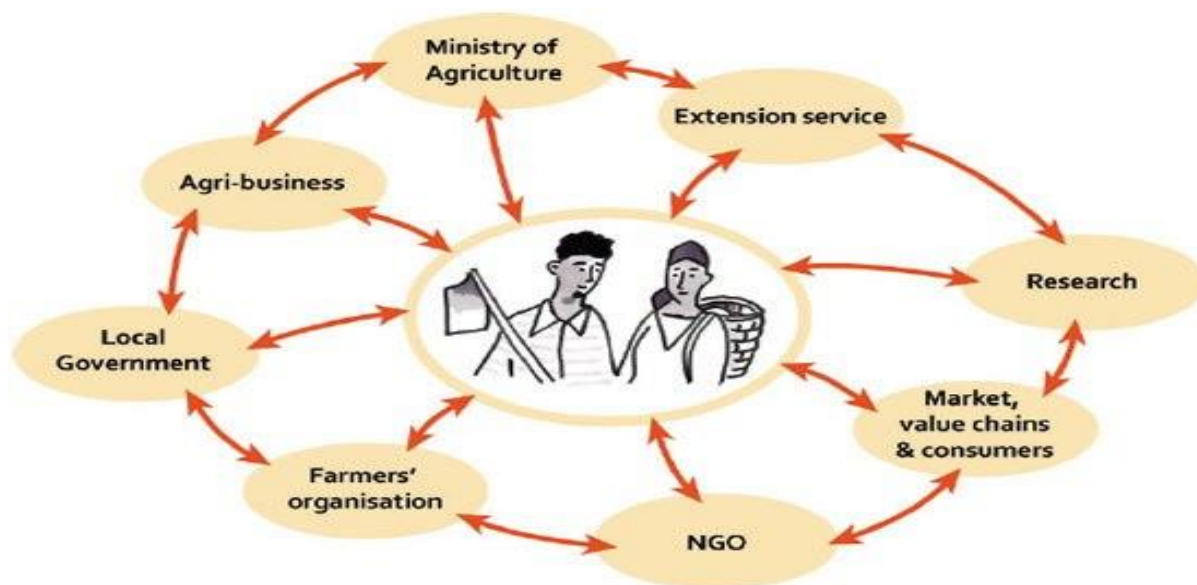 Ministry of
Agriculture
Extension service
Agri-business
Research
Local
Government
Market,
value chains
& consumers
Farmers'
organisation
NGO